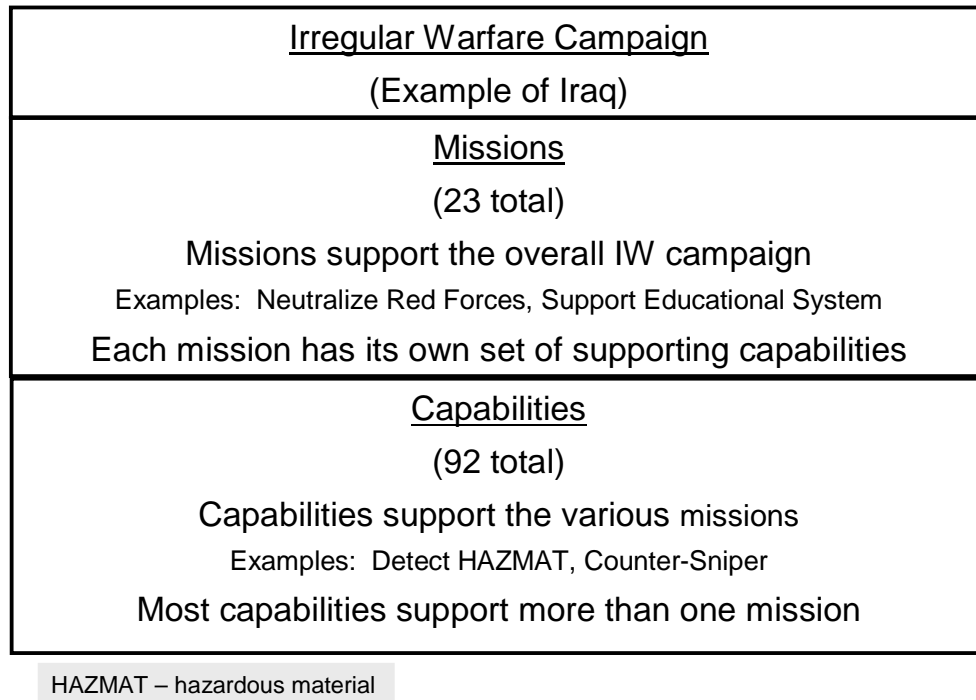 Irregular Warfare Campaign
(Example of Iraq)
Missions
(23 total)
Missions support the overall IW campaign
Examples:  Neutralize Red Forces, Support Educational System
Each mission has its own set of supporting capabilities
Capabilities
(92 total)
Capabilities support the various missions
Examples:  Detect HAZMAT, Counter-Sniper
Most capabilities support more than one mission
HAZMAT – hazardous material